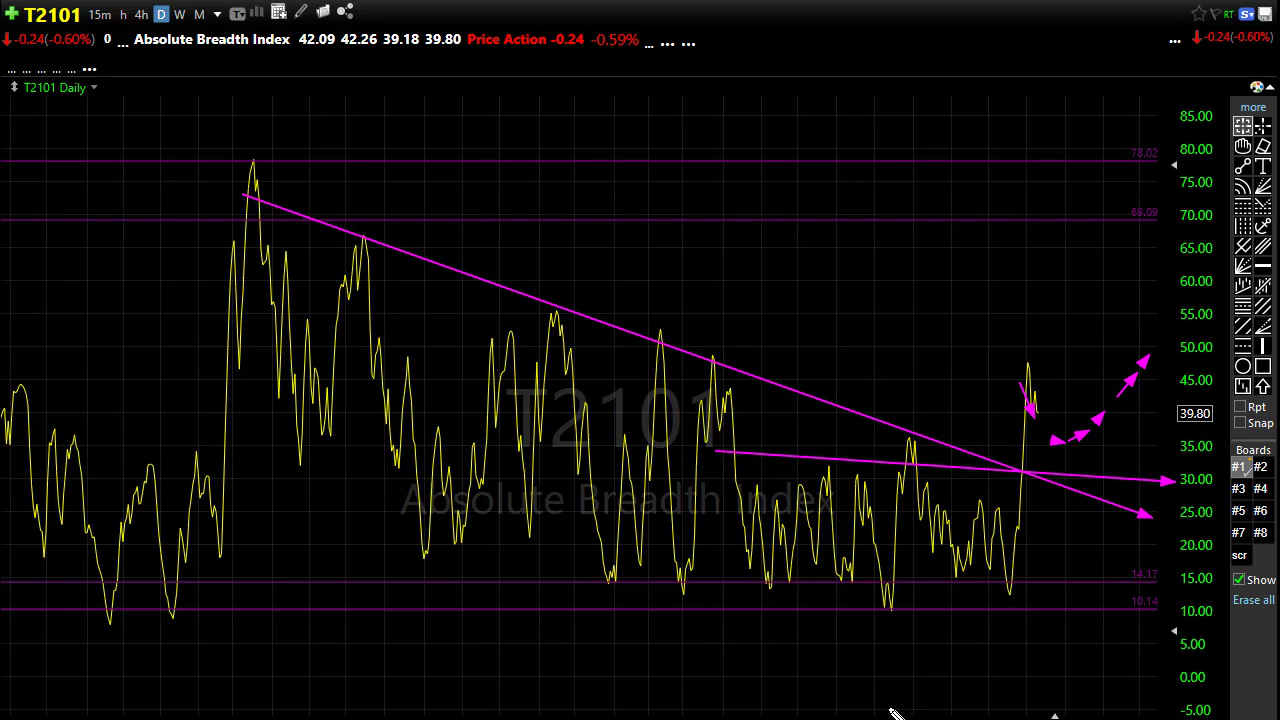 T2101 15m h 4h D W M T RT S
-0.24(-0.60%) 0 ... Absolute Breadth Index 42.09 42.26 39.18 39.80 Price Action -0.24 -0.59% ... ... ... ... -0.24(-0.60%)
... ... ... ... ... ...
T2101 Daily
more
85.00
80.00
78.02
75.00
70.00
69.09
65.00
60.00
55.00
50.00
45.00
T2101
39.80
Rpt
Snap
35.00
Boards
#1 #2
30.00
#3 #4
Absolute Breadth Index
25.00
#5 #6
#7 #8
20.00
scr
14.17
15.00
Show
10.14
Erase all
10.00
5.00
0.00
-5.00